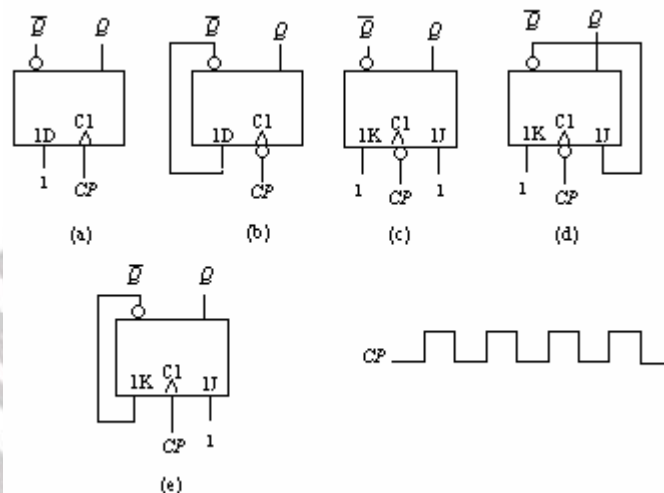 Q̅ Q Q̅ Q Q̅ Q Q̅ Q
1D C1 1D C1 1K C1 1J 1K C1 1J
1 CP CP 1 CP 1 1 CP
(a) (b) (c) (d)
Q̅ Q
1K C1 1J
CP 1
(e)
CP